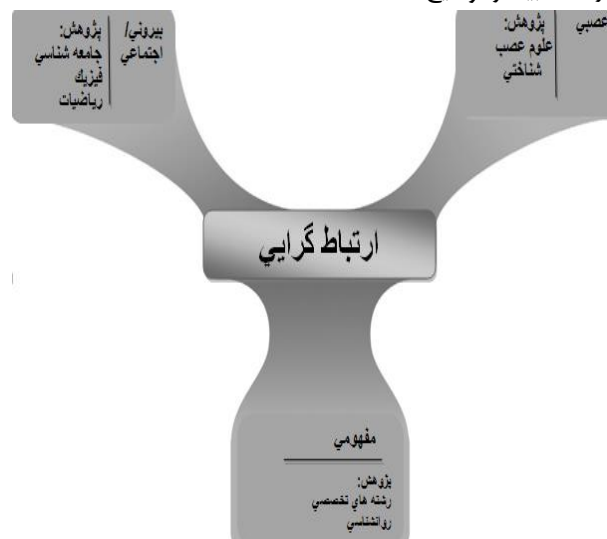 عصبي
پژوهش:
علوم عصب
شناختي
بيروني/
اجتماعي
پژوهش:
جامعه شناسي
فيزيك
رياضيات
ارتباط گرايي
مفهومي
پژوهش:
رشته هاي تخصصي
روانشناسي